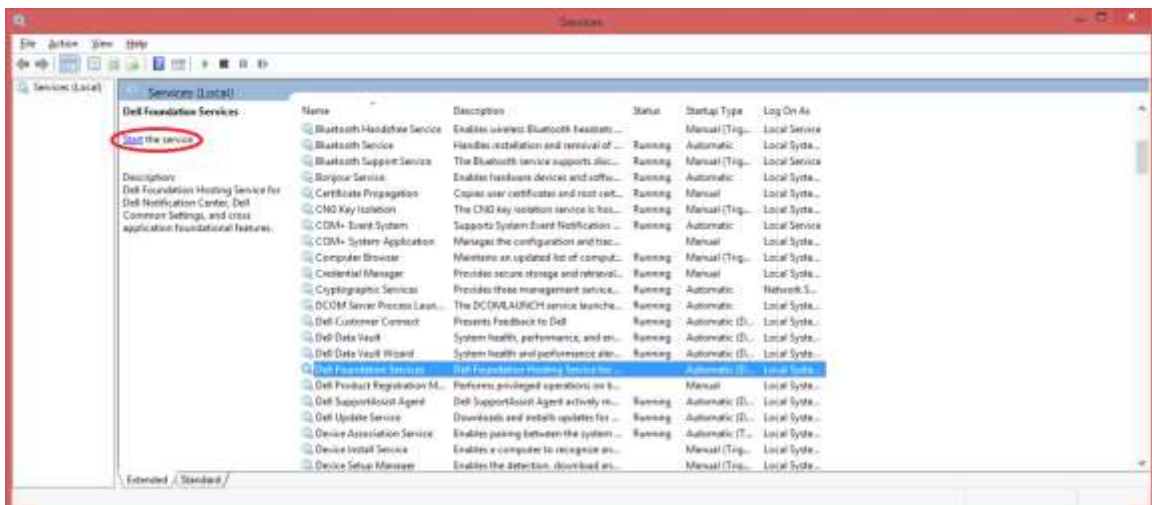 Services
File Action View Help
Services (Local)
Services (Local)
Dell Foundation Services
Start the service
Description:
Dell Foundation Hosting Service for
Dell Notification Center, Dell
Common Settings, and cross
application foundational features.
Name Description Status Startup Type Log On As
Bluetooth Handsfree Service Enables wireless Bluetooth headsets ... Manual (Trig... Local Service
Bluetooth Service Handles installation and removal of ... Running Automatic Local Syste...
Bluetooth Support Service The Bluetooth service supports disc... Running Manual (Trig... Local Service
Bonjour Service Enables hardware devices and softw... Running Automatic Local Syste...
Certificate Propagation Copies user certificates and root cert... Running Manual Local Syste...
CNG Key Isolation The CNG key isolation service is hos... Running Manual (Trig... Local Syste...
COM+ Event System Supports System Event Notification ... Running Automatic Local Service
COM+ System Application Manages the configuration and trac... Manual Local Syste...
Computer Browser Maintains an updated list of comput... Running Manual (Trig... Local Syste...
Credential Manager Provides secure storage and retrieval... Running Manual Local Syste...
Cryptographic Services Provides three management service... Running Automatic Network S...
DCOM Server Process Laun... The DCOMLAUNCH service launche... Running Automatic Local Syste...
Dell Customer Connect Presents Feedback to Dell Running Automatic (D... Local Syste...
Dell Data Vault System health, performance, and en... Running Automatic (D... Local Syste...
Dell Data Vault Wizard System health and performance aler... Running Automatic (D... Local Syste...
Dell Foundation Services Dell Foundation Hosting Service for ... Automatic (D... Local Syste...
Dell Product Registration M... Performs privileged operations on b... Manual Local Syste...
Dell SupportAssist Agent Dell SupportAssist Agent actively m... Running Automatic (D... Local Syste...
Dell Update Service Downloads and installs updates for ... Running Automatic (D... Local Syste...
Device Association Service Enables pairing between the system ... Running Automatic (T... Local Syste...
Device Install Service Enables a computer to recognize an... Manual (Trig... Local Syste...
Device Setup Manager Enables the detection, download an... Manual (Trig... Local Syste...
Extended Standard